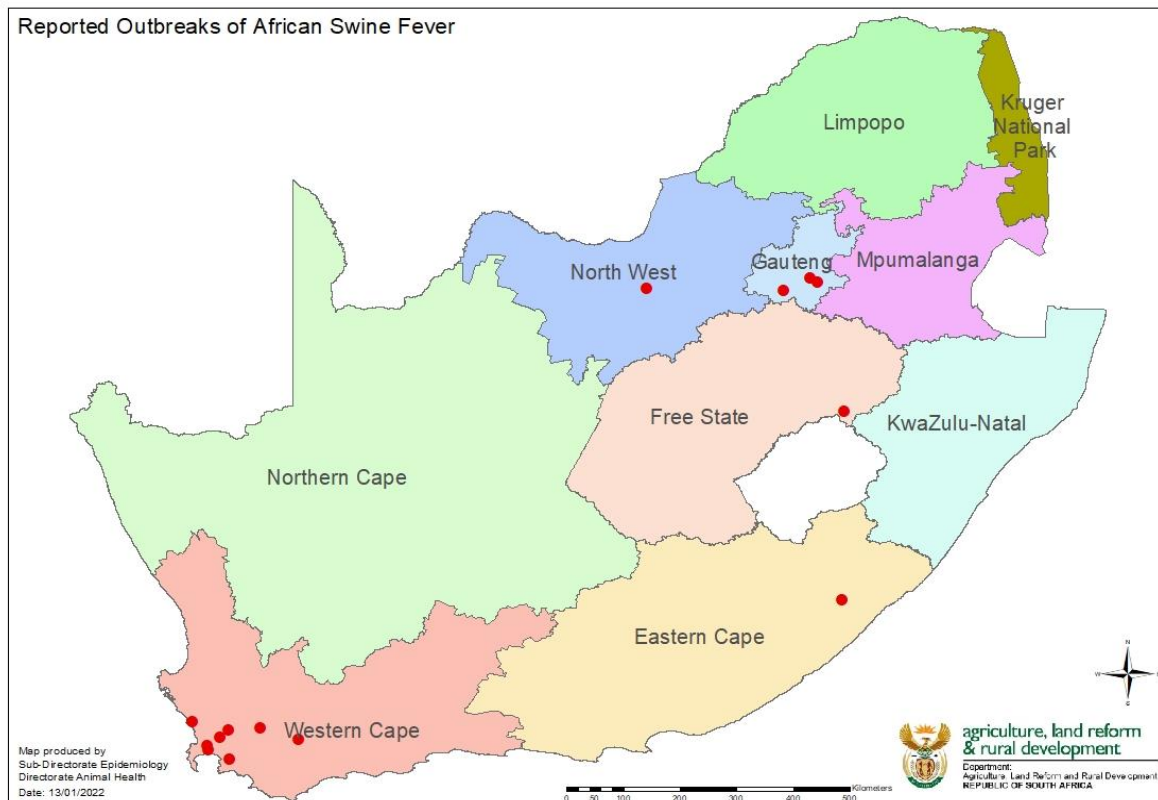 Reported Outbreaks of African Swine Fever
Limpopo
Kruger
National
Park
North West
Gauteng
Mpumalanga
Free State
KwaZulu-Natal
Northern Cape
Eastern Cape
Western Cape
N
W
S
Map produced by
Sub-Directorate Epidemiology
Directorate Animal Health
Date: 13/01/2022
0 50 100 200 300 400 500 Kilometers
agriculture, land reform
& rural development
Department:
Agriculture, Land Reform and Rural Development
REPUBLIC OF SOUTH AFRICA